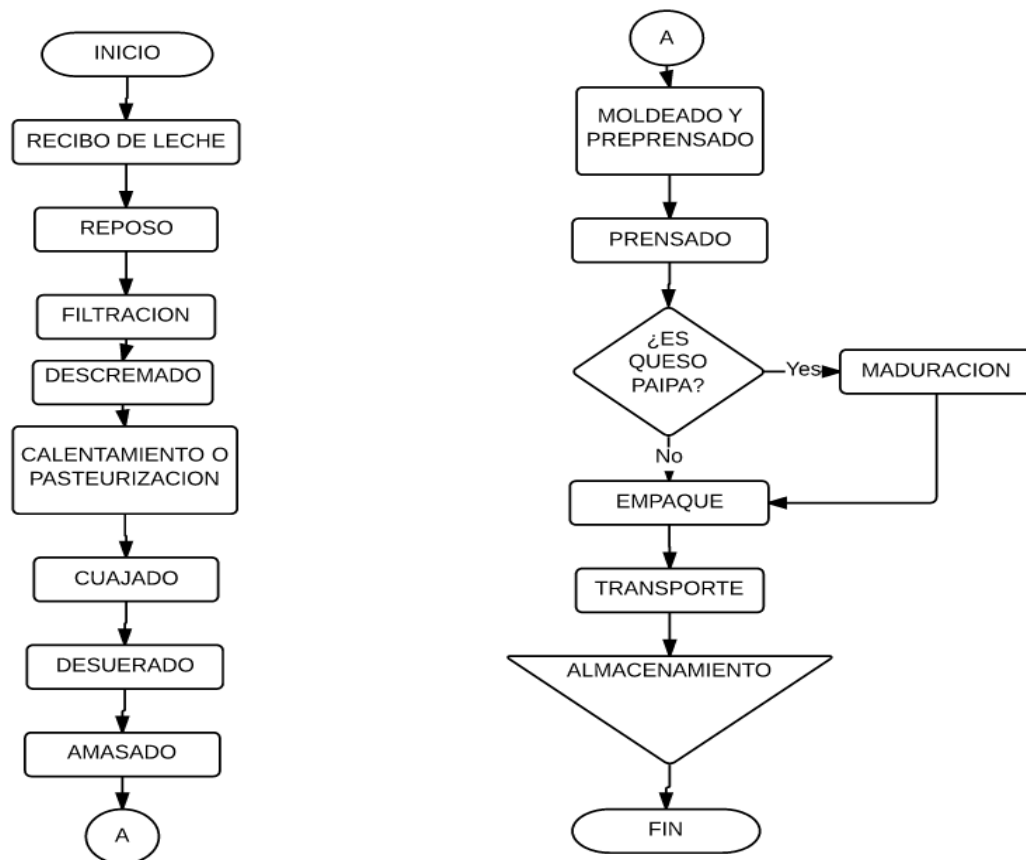 INICIO
RECIBO DE LECHE
REPOSO
FILTRACION
DESCREMADO
CALENTAMIENTO O
PASTEURIZACION
CUAJADO
DESUERADO
AMASADO
A
A
MOLDEADO Y
PREPRENSADO
PRENSADO
¿ES
QUESO
PAIPA?
Yes
MADURACION
No
EMPAQUE
TRANSPORTE
ALMACENAMIENTO
FIN